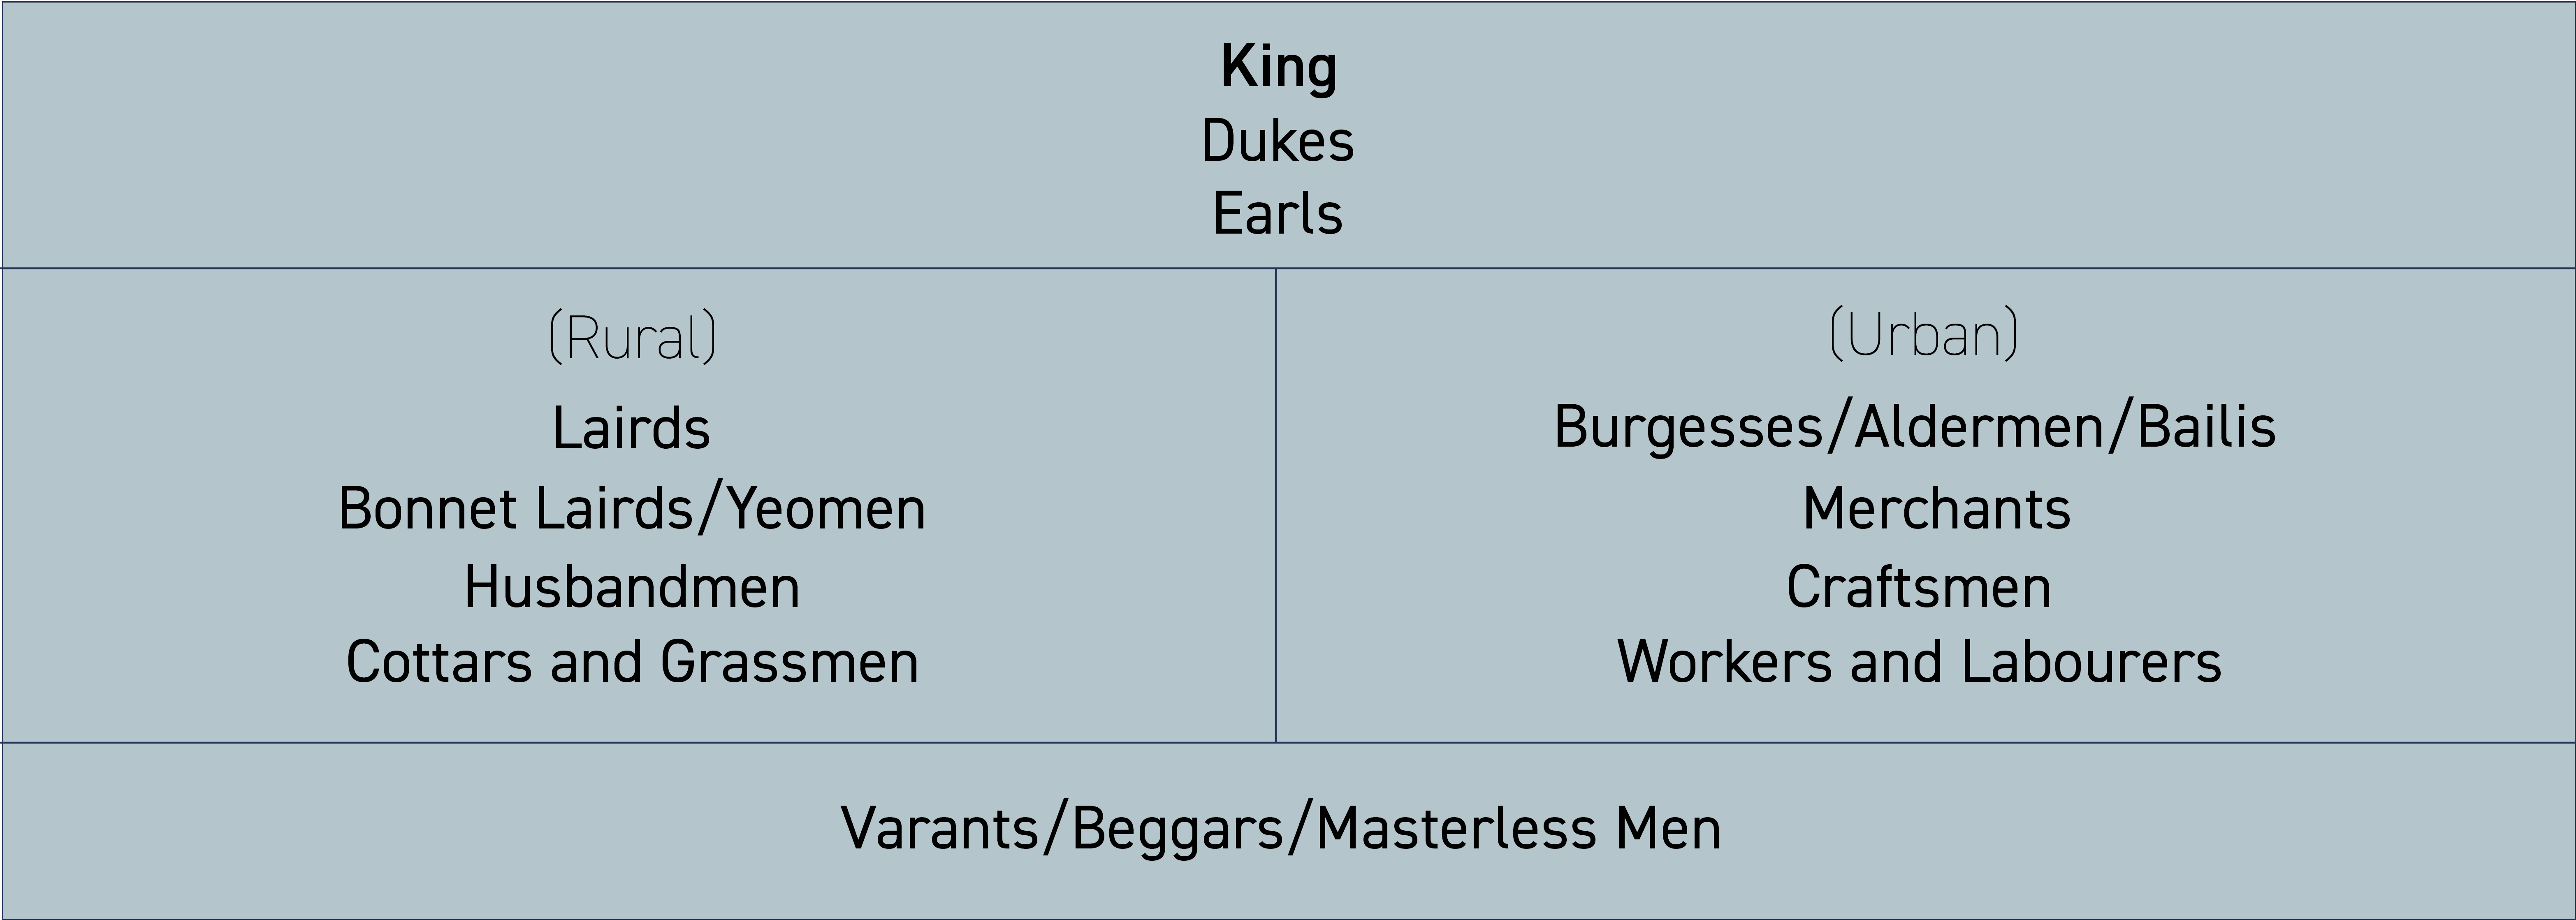 King
Dukes
Earls
(Rural)
Lairds
Bonnet Lairds/Yeomen
Husbandmen
Cottars and Grassmen
(Urban)
Burgesses/Aldermen/Bailis
Merchants
Craftsmen
Workers and Labourers
Varants/Beggars/Masterless Men